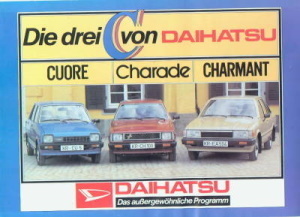 Die drei C von DAIHATSU
CUORE Charade CHARMANT
DAIHATSU
Das außergewöhnliche Programm